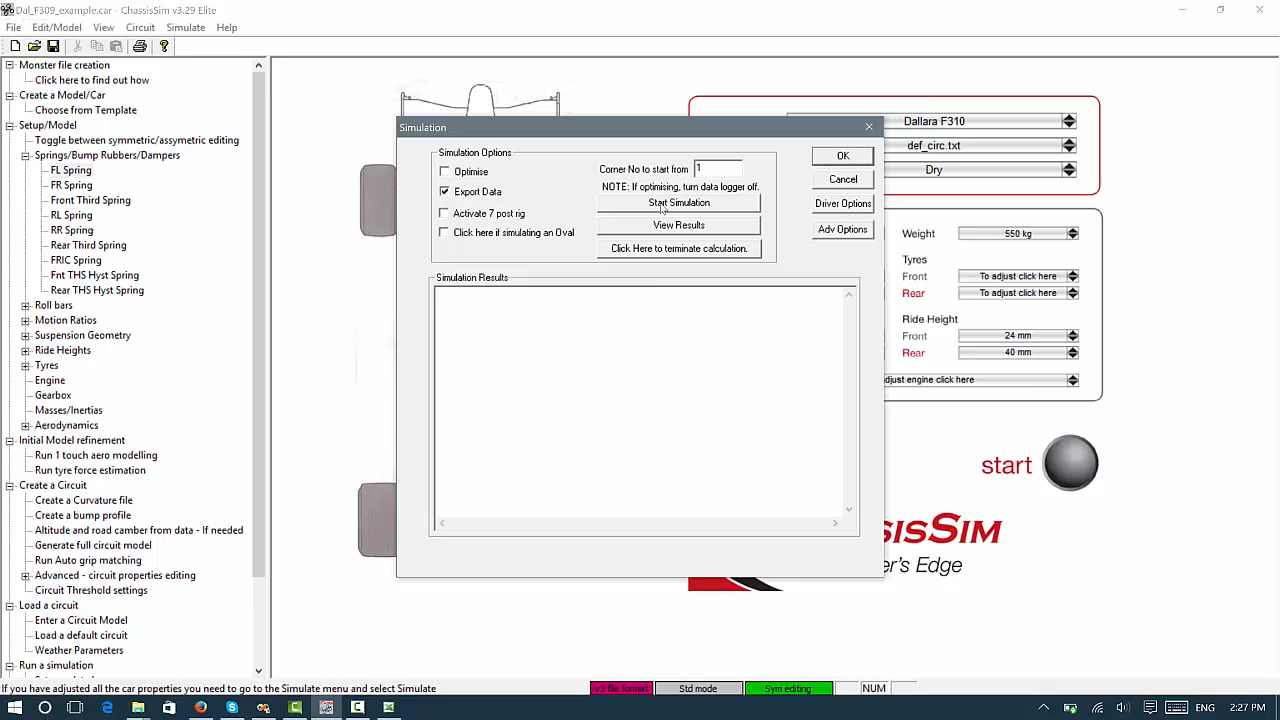 Dal_F309_example.car - ChassisSim v3.29 Elite
File Edit/Model View Circuit Simulate Help
Monster file creation
Click here to find out how
Create a Model/Car
Choose from Template
Setup/Model
Toggle between symmetric/assymetric editing
Springs/Bump Rubbers/Dampers
FL Spring
FR Spring
Front Third Spring
RL Spring
RR Spring
Rear Third Spring
FRIC Spring
Fnt THS Hyst Spring
Rear THS Hyst Spring
Roll bars
Motion Ratios
Suspension Geometry
Ride Heights
Tyres
Engine
Gearbox
Masses/Inertias
Aerodynamics
Initial Model refinement
Run 1 touch aero modelling
Run tyre force estimation
Create a Circuit
Create a Curvature file
Create a bump profile
Altitude and road camber from data - If needed
Generate full circuit model
Run Auto grip matching
Advanced - circuit properties editing
Circuit Threshold settings
Load a circuit
Enter a Circuit Model
Load a default circuit
Weather Parameters
Run a simulation
Simulation
Simulation Options
Optimise
Export Data
Activate 7 post rig
Click here if simulating an Oval
Corner No to start from 1
NOTE: If optimising, turn data logger off.
Start Simulation
View Results
Click Here to terminate calculation.
OK
Cancel
Driver Options
Adv Options
Simulation Results
Dallara F310
def_circ.txt
Dry
Weight 550 kg
Tyres
Front To adjust click here
Rear To adjust click here
Ride Height
Front 24 mm
Rear 40 mm
djust engine click here
start
sisSim
er's Edge
If you have adjusted all the car properties you need to go to the Simulate menu and select Simulate
v3 file format Std mode Sym editing NUM
ENG 2:27 PM